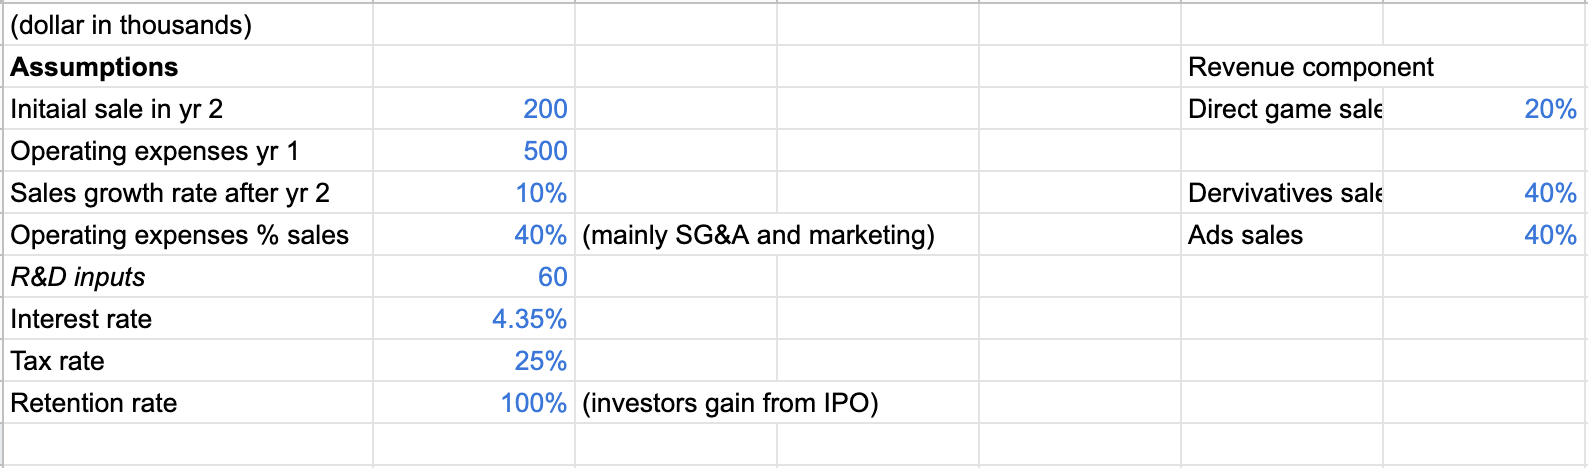 (dollar in thousands)
Assumptions Revenue component
Initaial sale in yr 2 200 Direct game sale 20%
Operating expenses yr 1 500
Sales growth rate after yr 2 10% Dervivatives sale 40%
Operating expenses % sales 40% (mainly SG&A and marketing) Ads sales 40%
R&D inputs 60
Interest rate 4.35%
Tax rate 25%
Retention rate 100% (investors gain from IPO)